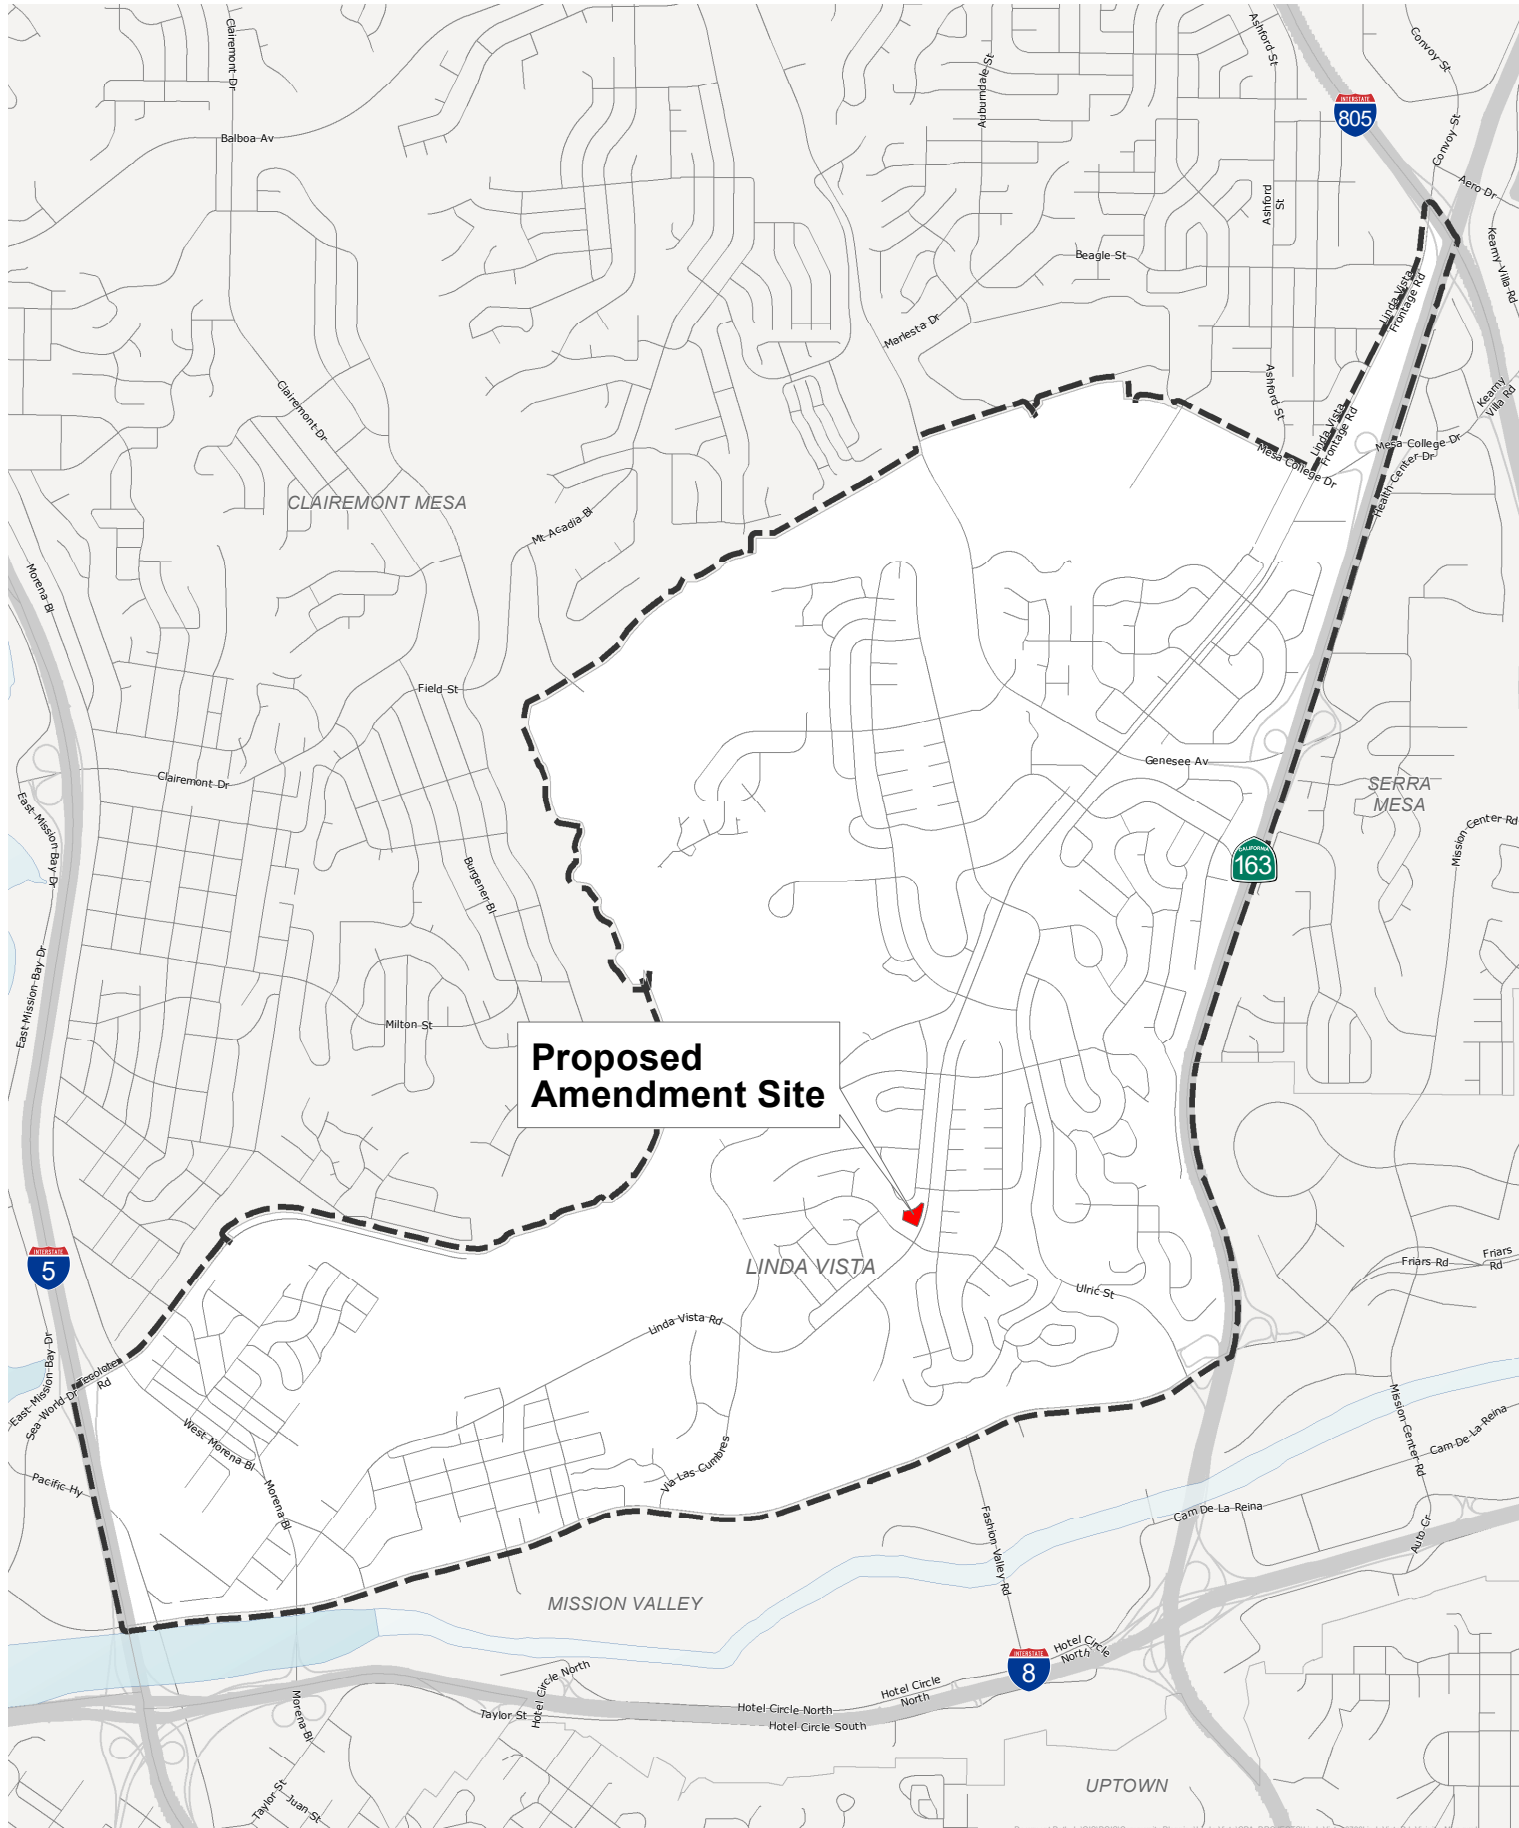 Clairemont Dr
Ashford St
Convoy St
Auburndale St
INTERSTATE
805
Balboa Av
Convoy St
Aero Dr
Ashford
St
Kearny Villa Rd
Beagle St
Linda Vista
Frontage Rd
Marlesta Dr
Clairemont Dr
Ashford St
Kearny
Villa Rd
Linda Vista
Frontage Rd
Mesa College Dr
Mesa College Dr
Health Center Dr
CLAIREMONT MESA
Mt Acadia Bl
Morena Bl
Field St
Genesee Av
Clairemont Dr
SERRA
MESA
East Mission Bay Dr
Mission Center Rd
CALIFORNIA
163
Burgener Bl
East Mission Bay Dr
Milton St
Proposed
Amendment Site
INTERSTATE
5
LINDA VISTA
Friars Rd
Friars
Rd
Ulric St
Linda Vista Rd
East Mission Bay Dr
Sea World Dr
Tecolote
Rd
West Morena Bl
Mission Center Rd
Cam De La Reina
Via Las Cumbres
Pacific Hy
Morena Bl
Cam De La Reina
Fashion Valley Rd
Auto Cr
MISSION VALLEY
INTERSTATE
8
Hotel Circle
North
Hotel Circle North
Hotel Circle
North
Morena Bl
Taylor St
Hotel Circle North
Hotel Circle South
UPTOWN
Taylor St
Juan St